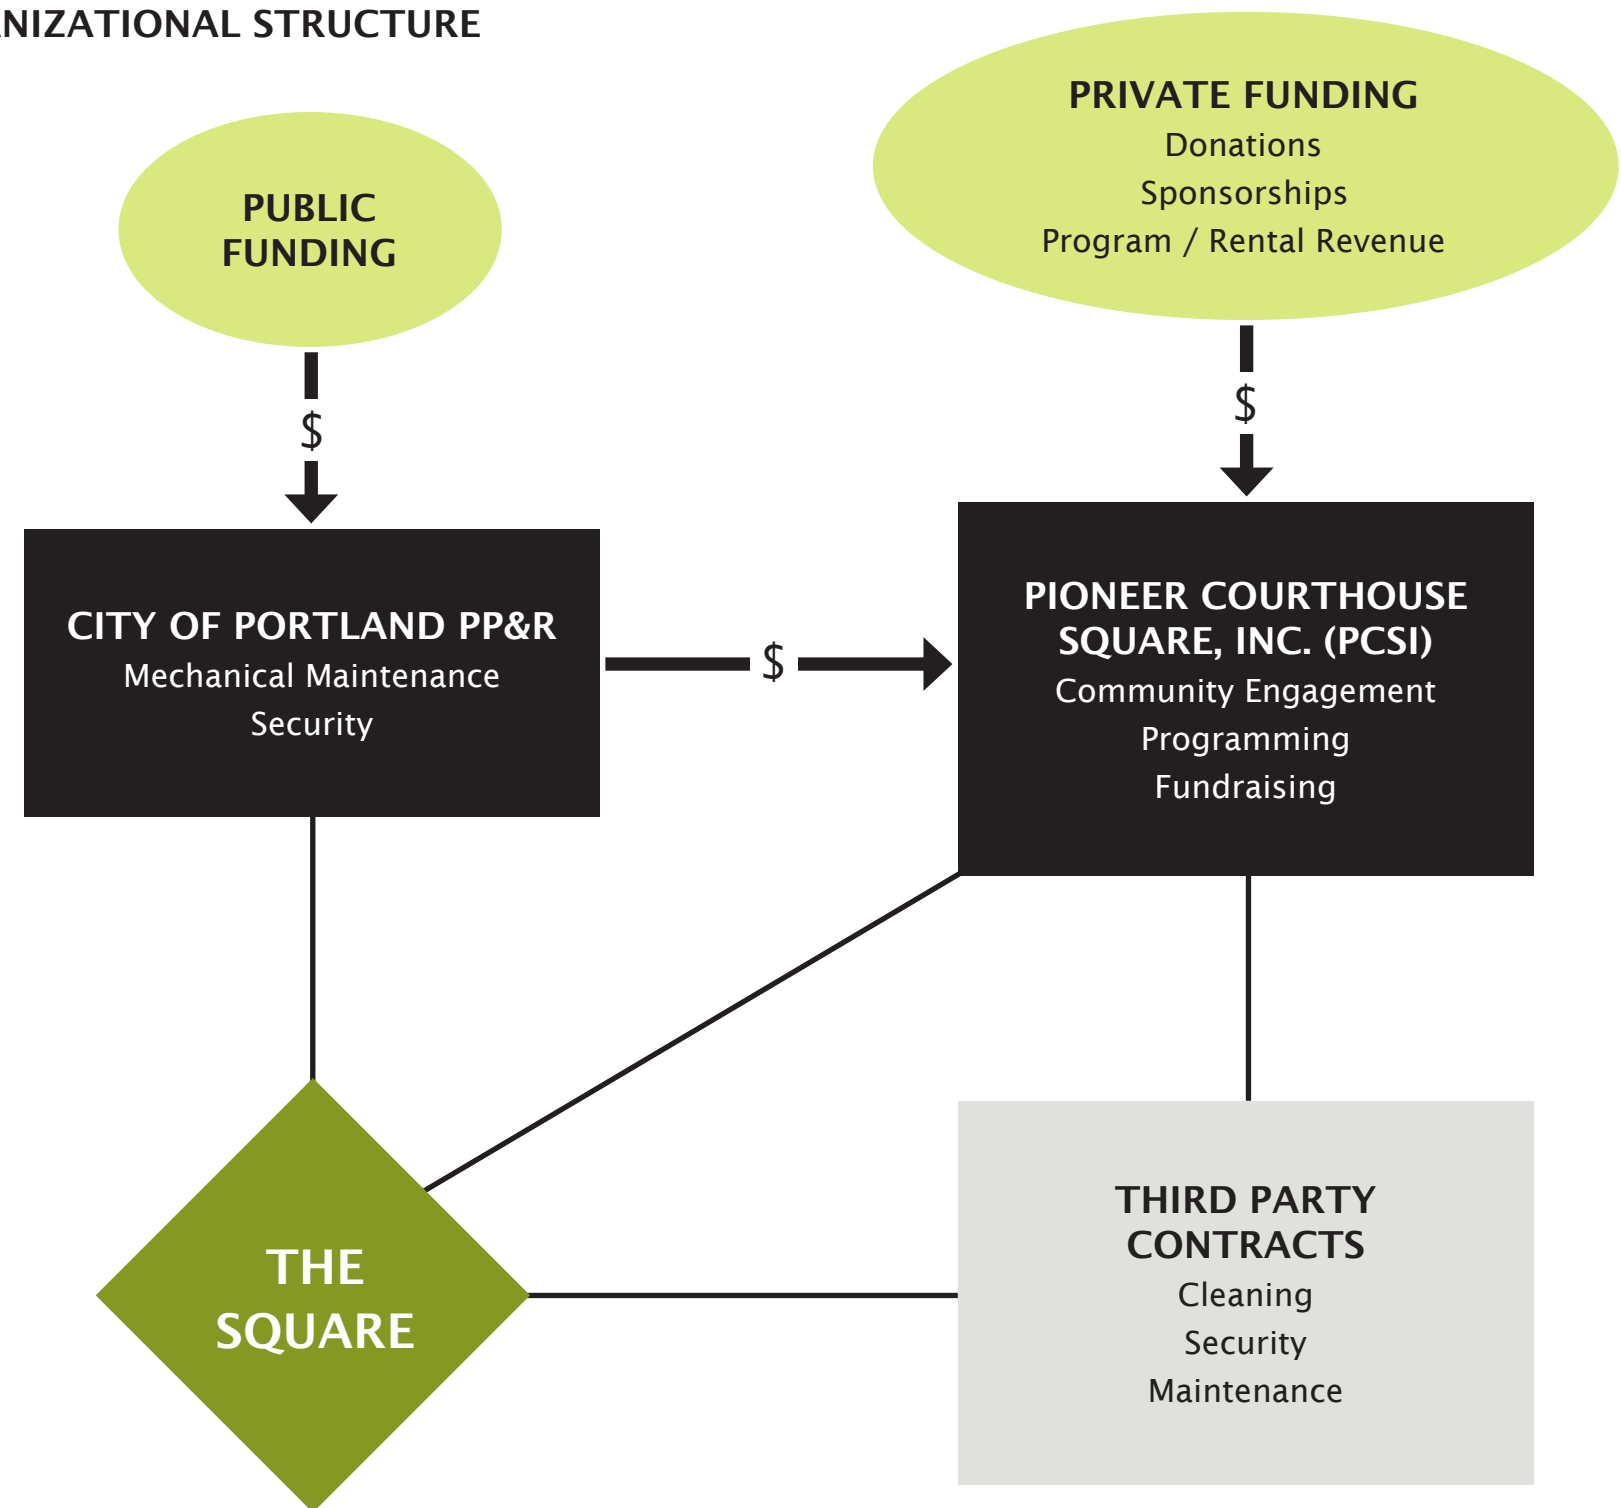 NIZATIONAL STRUCTURE
PUBLIC
FUNDING
PRIVATE FUNDING
Donations
Sponsorships
Program / Rental Revenue
$
$
CITY OF PORTLAND PP&R
Mechanical Maintenance
Security
$
PIONEER COURTHOUSE
SQUARE, INC. (PCSI)
Community Engagement
Programming
Fundraising
THE
SQUARE
THIRD PARTY
CONTRACTS
Cleaning
Security
Maintenance